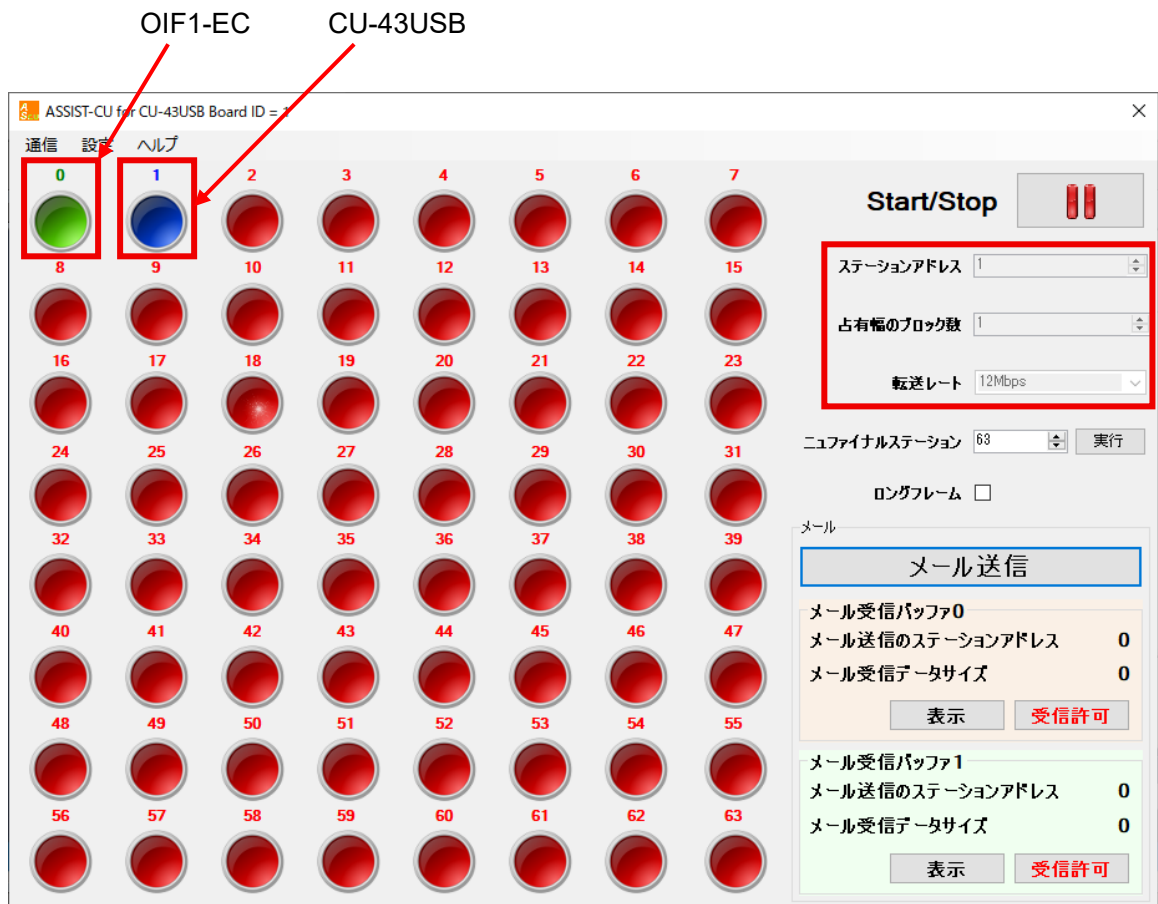 OIF1-EC CU-43USB
ASSIST-CU for CU-43USB Board ID = 1
通信 設定 ヘルプ
0 1 2 3 4 5 6 7
Start/Stop
8 9 10 11 12 13 14 15
ステーションアドレス 1
占有幅のブロック数 1
16 17 18 19 20 21 22 23
転送レート 12Mbps
24 25 26 27 28 29 30 31
ニュファイナルステーション 63 実行
ロングフレーム
32 33 34 35 36 37 38 39
メール
メール送信
メール受信バッファ0
40 41 42 43 44 45 46 47
メール送信のステーションアドレス 0
メール受信データサイズ 0
表示 受信許可
48 49 50 51 52 53 54 55
メール受信バッファ1
メール送信のステーションアドレス 0
56 57 58 59 60 61 62 63
メール受信データサイズ 0
表示 受信許可